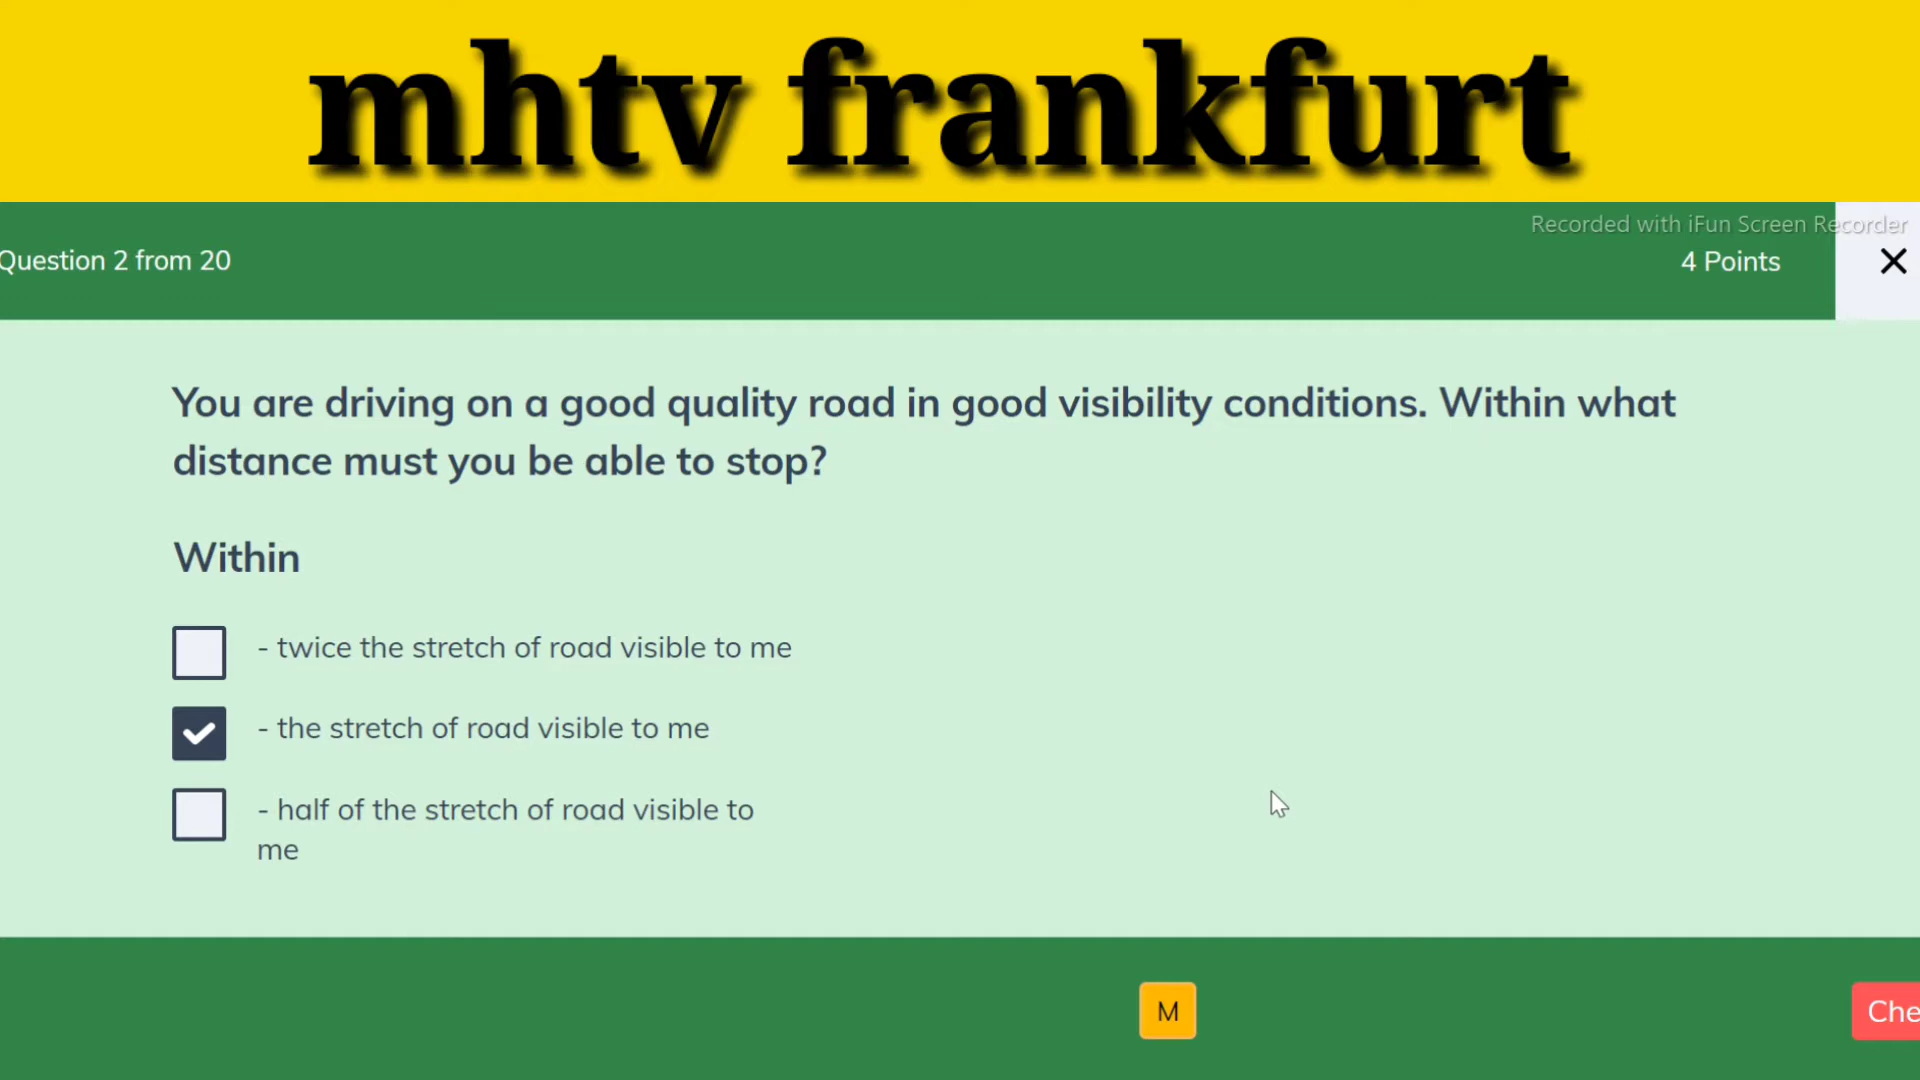 mhtv frankfurt
Recorded with iFun Screen Recorder
Question 2 from 20
4 Points
You are driving on a good quality road in good visibility conditions. Within what
distance must you be able to stop?
Within
- twice the stretch of road visible to me
- the stretch of road visible to me
- half of the stretch of road visible to
me
M
Che